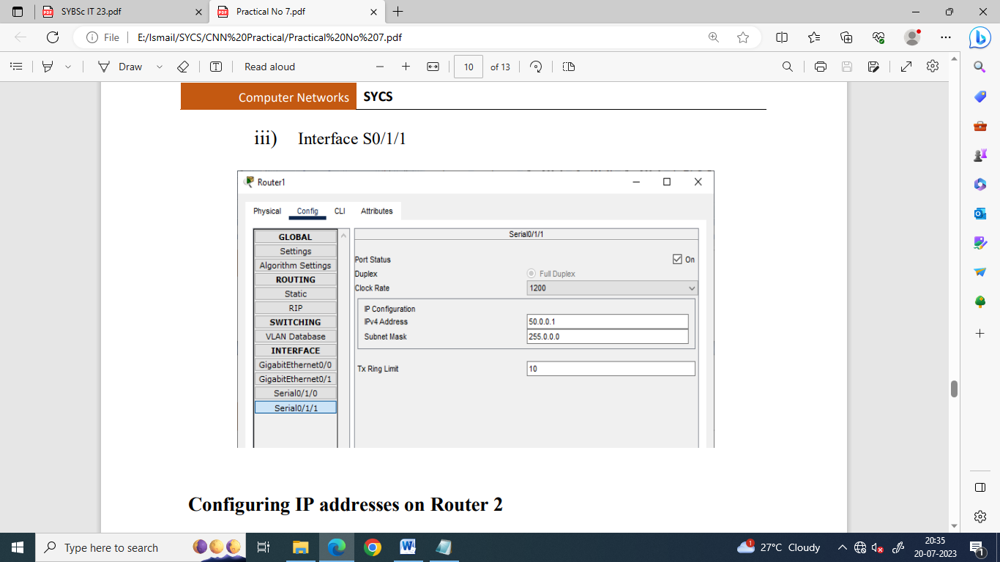 SYBSc IT 23.pdf
Practical No 7.pdf
File
E:/Ismail/SYCS/CNN%20Practical/Practical%20No%207.pdf
Draw
Read aloud
10 of 13
Computer Networks SYCS
iii) Interface S0/1/1
Router1
Physical Config CLI Attributes
GLOBAL
Settings
Algorithm Settings
ROUTING
Static
RIP
SWITCHING
VLAN Database
INTERFACE
GigabitEthernet0/0
GigabitEthernet0/1
Serial0/1/0
Serial0/1/1
Serial0/1/1
Port Status On
Duplex Full Duplex
Clock Rate 1200
IP Configuration
IPv4 Address 50.0.0.1
Subnet Mask 255.0.0.0
Tx Ring Limit 10
Configuring IP addresses on Router 2
Type here to search
1
27°C Cloudy
20:35
20-07-2023
1